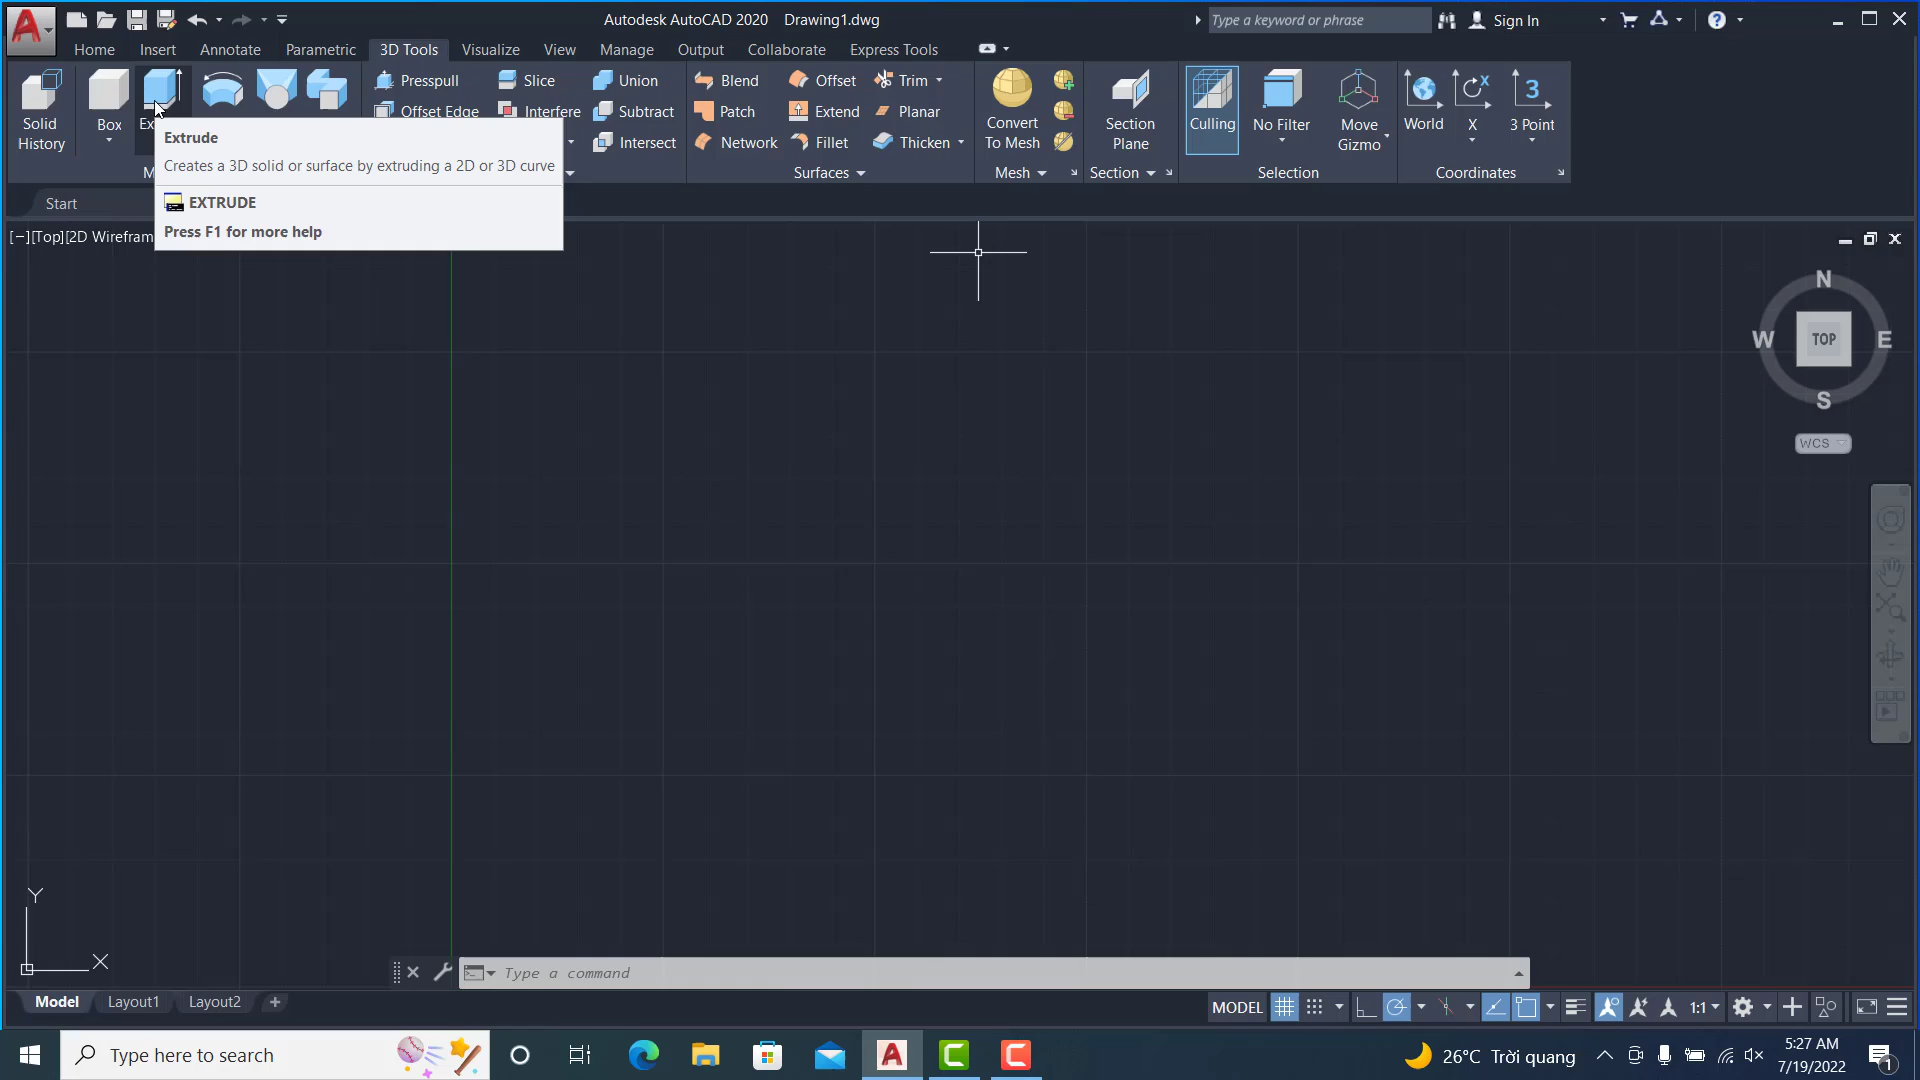 Autodesk AutoCAD 2020 Drawing1.dwg
Type a keyword or phrase
Sign In
Home Insert Annotate Parametric 3D Tools Visualize View Manage Output Collaborate Express Tools
Solid
History
Box
Presspull
Offset Edge
Slice
Interfere
Union
Subtract
Intersect
Blend
Patch
Network
Offset
Extend
Fillet
Trim
Planar
Thicken
Surfaces
Convert
To Mesh
Mesh
Section
Plane
Section
Culling
No Filter
Move
Gizmo
Selection
World
X
3
3 Point
Coordinates
Extrude
Creates a 3D solid or surface by extruding a 2D or 3D curve
EXTRUDE
Press F1 for more help
Start
[−][Top][2D Wirefram
N
W
TOP
E
S
WCS
Y
X
Type a command
Model Layout1 Layout2
MODEL
1:1
Type here to search
26°C Trời quang
5:27 AM
7/19/2022
1